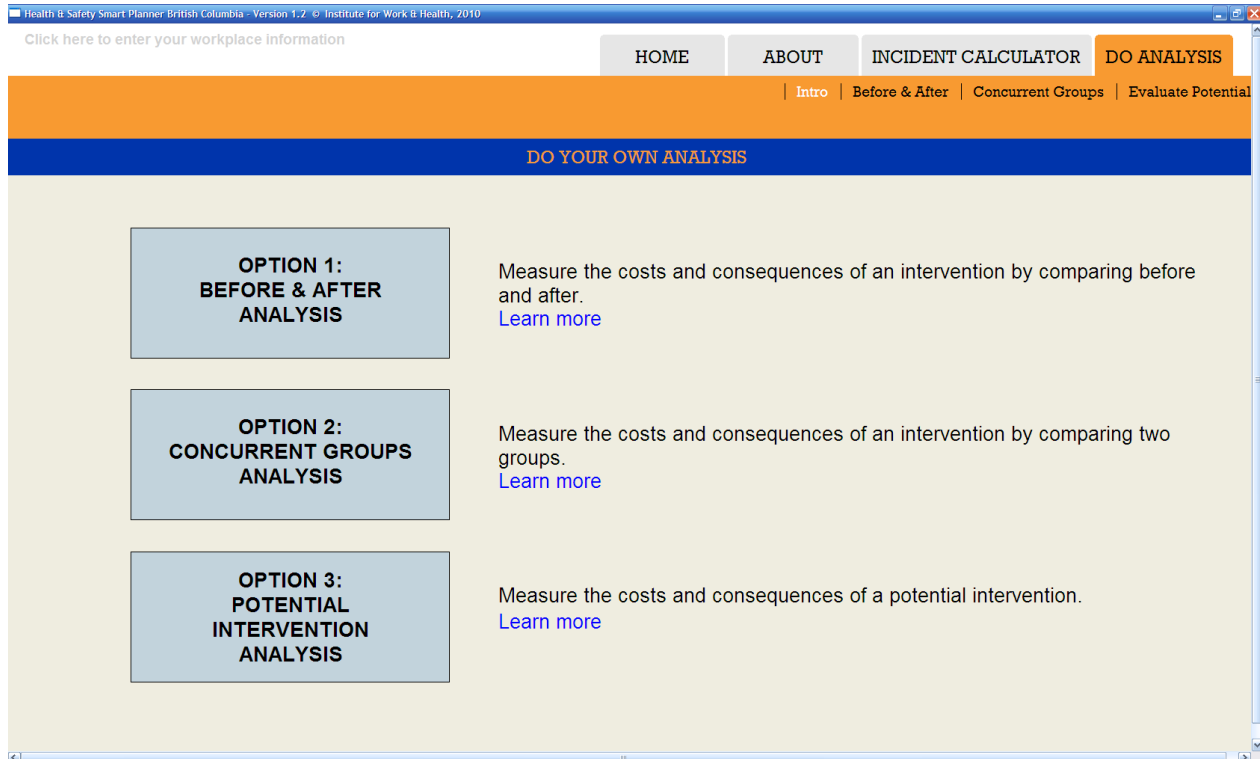 Health & Safety Smart Planner British Columbia - Version 1.2 © Institute for Work & Health, 2010
Click here to enter your workplace information
HOME
ABOUT
INCIDENT CALCULATOR
DO ANALYSIS
| Intro | Before & After | Concurrent Groups | Evaluate Potential
DO YOUR OWN ANALYSIS
OPTION 1:
BEFORE & AFTER
ANALYSIS
Measure the costs and consequences of an intervention by comparing before
and after.
Learn more
OPTION 2:
CONCURRENT GROUPS
ANALYSIS
Measure the costs and consequences of an intervention by comparing two
groups.
Learn more
OPTION 3:
POTENTIAL
INTERVENTION
ANALYSIS
Measure the costs and consequences of a potential intervention.
Learn more